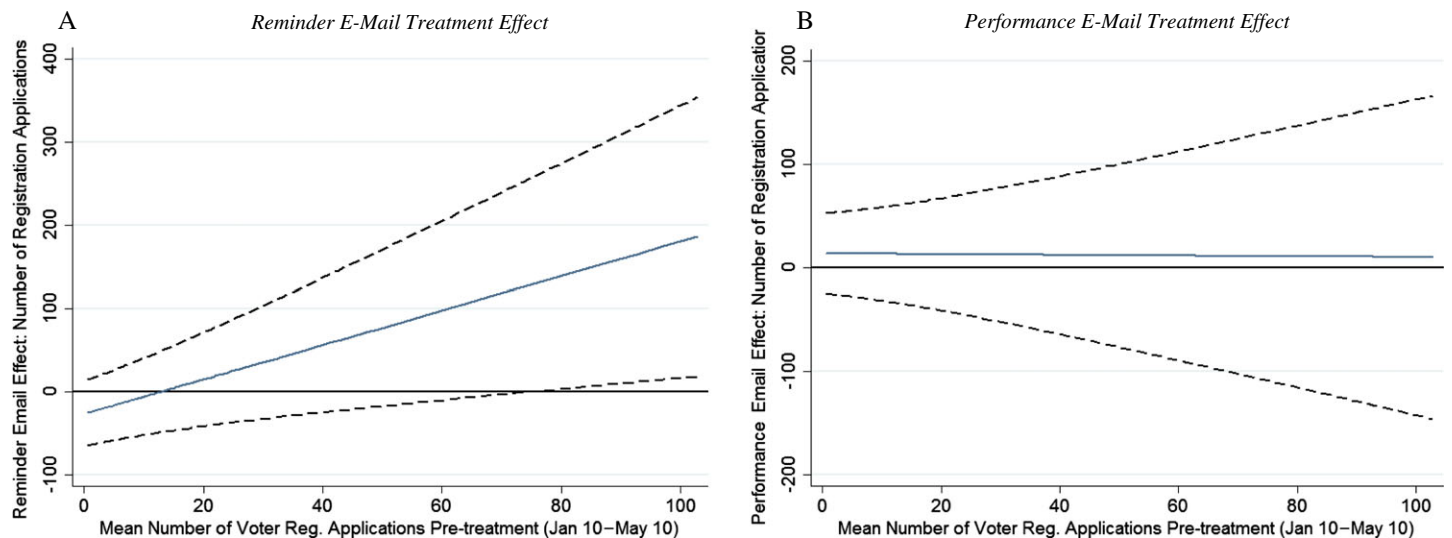 A
Reminder E-Mail Treatment Effect
Reminder Email Effect: Number of Registration Applications
400
300
200
100
0
-100
0
20
40
60
80
100
Mean Number of Voter Reg. Applications Pre-treatment (Jan 10–May 10)
B
Performance E-Mail Treatment Effect
Performance Email Effect: Number of Registration Applicatior
200
100
0
-100
-200
0
20
40
60
80
100
Mean Number of Voter Reg. Applications Pre-treatment (Jan 10–May 10)